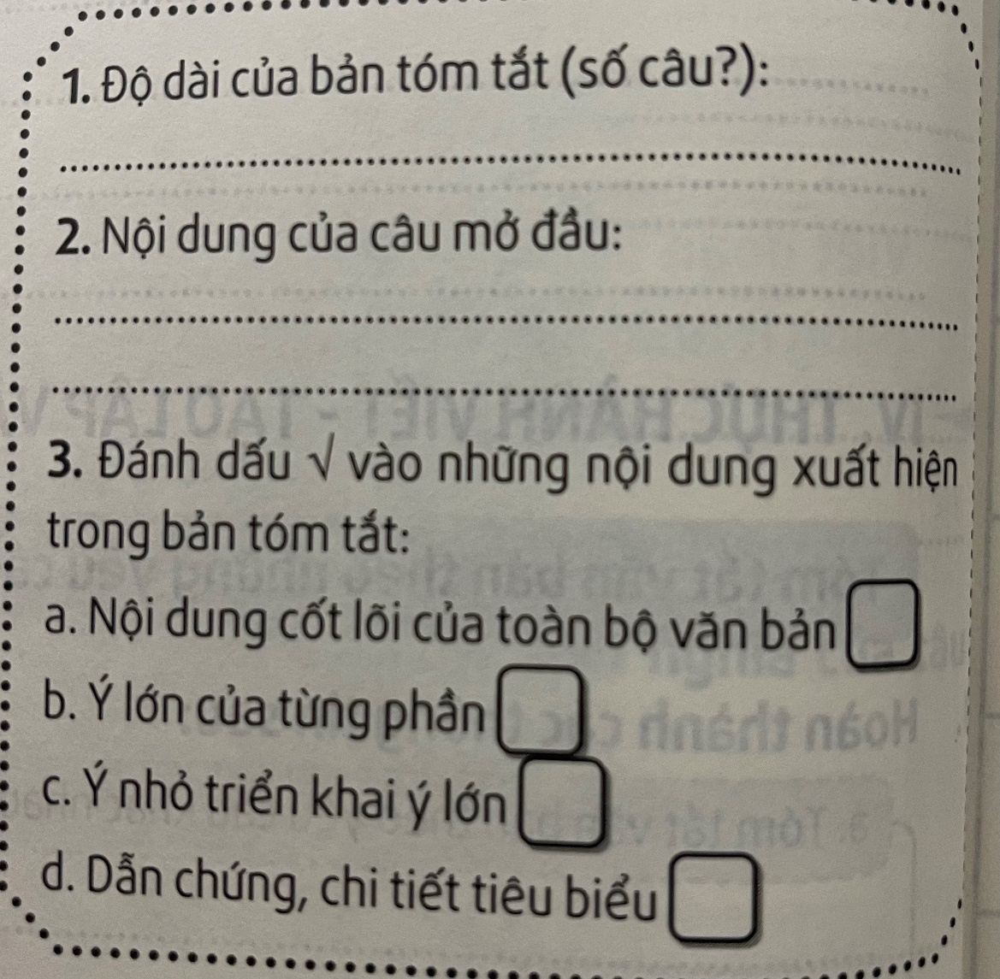 1. Độ dài của bản tóm tắt (số câu?):
2. Nội dung của câu mở đầu:
3. Đánh dấu √ vào những nội dung xuất hiện
trong bản tóm tắt:
a. Nội dung cốt lõi của toàn bộ văn bản
b. Ý lớn của từng phần
c. Ý nhỏ triển khai ý lớn
d. Dẫn chứng, chi tiết tiêu biểu